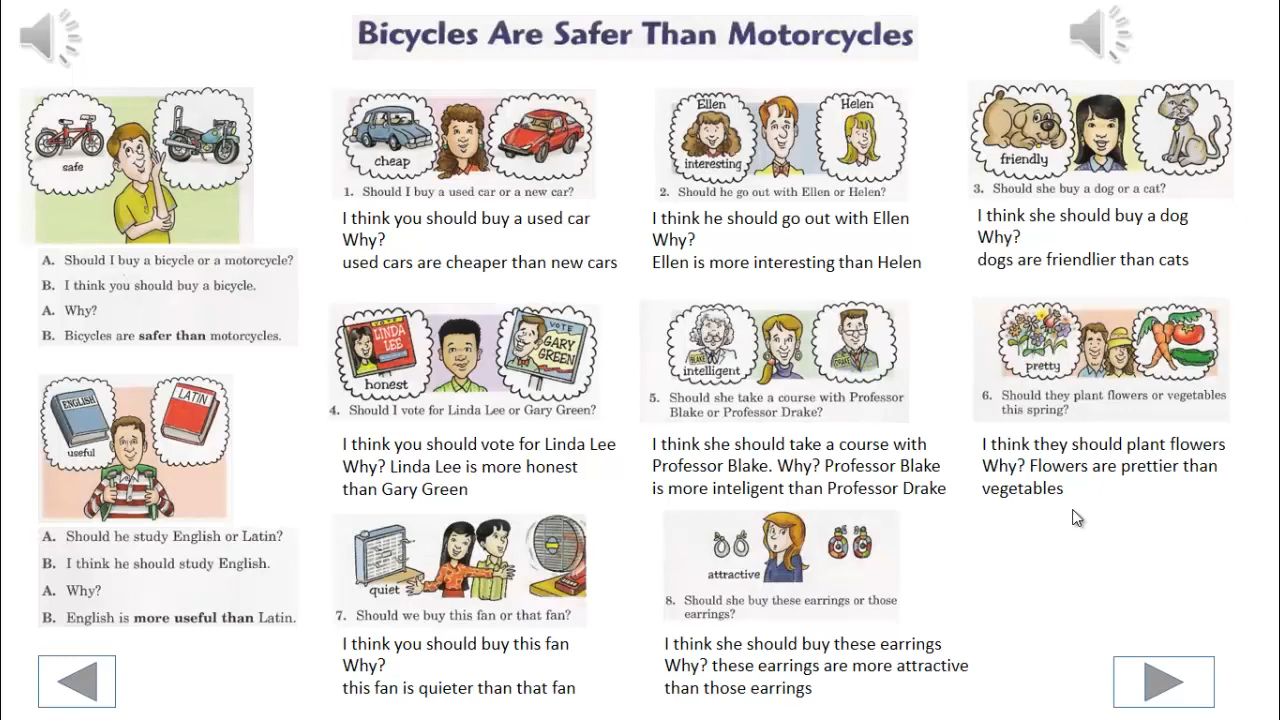 Bicycles Are Safer Than Motorcycles
safe
A. Should I buy a bicycle or a motorcycle?
B. I think you should buy a bicycle.
A. Why?
B. Bicycles are safer than motorcycles.
ENGLISH
LATIN
useful
A. Should he study English or Latin?
B. I think he should study English.
A. Why?
B. English is more useful than Latin.
cheap
1. Should I buy a used car or a new car?
I think you should buy a used car
Why?
used cars are cheaper than new cars
Ellen
Helen
interesting
2. Should he go out with Ellen or Helen?
I think he should go out with Ellen
Why?
Ellen is more interesting than Helen
friendly
3. Should she buy a dog or a cat?
I think she should buy a dog
Why?
dogs are friendlier than cats
VOTE
LINDA
LEE
VOTE
GARY
GREEN
honest
4. Should I vote for Linda Lee or Gary Green?
I think you should vote for Linda Lee
Why? Linda Lee is more honest
than Gary Green
BLAKE
DRAKE
intelligent
5. Should she take a course with Professor
Blake or Professor Drake?
I think she should take a course with
Professor Blake. Why? Professor Blake
is more inteligent than Professor Drake
pretty
6. Should they plant flowers or vegetables
this spring?
I think they should plant flowers
Why? Flowers are prettier than
vegetables
quiet
7. Should we buy this fan or that fan?
I think you should buy this fan
Why?
this fan is quieter than that fan
attractive
8. Should she buy these earrings or those
earrings?
I think she should buy these earrings
Why? these earrings are more attractive
than those earrings